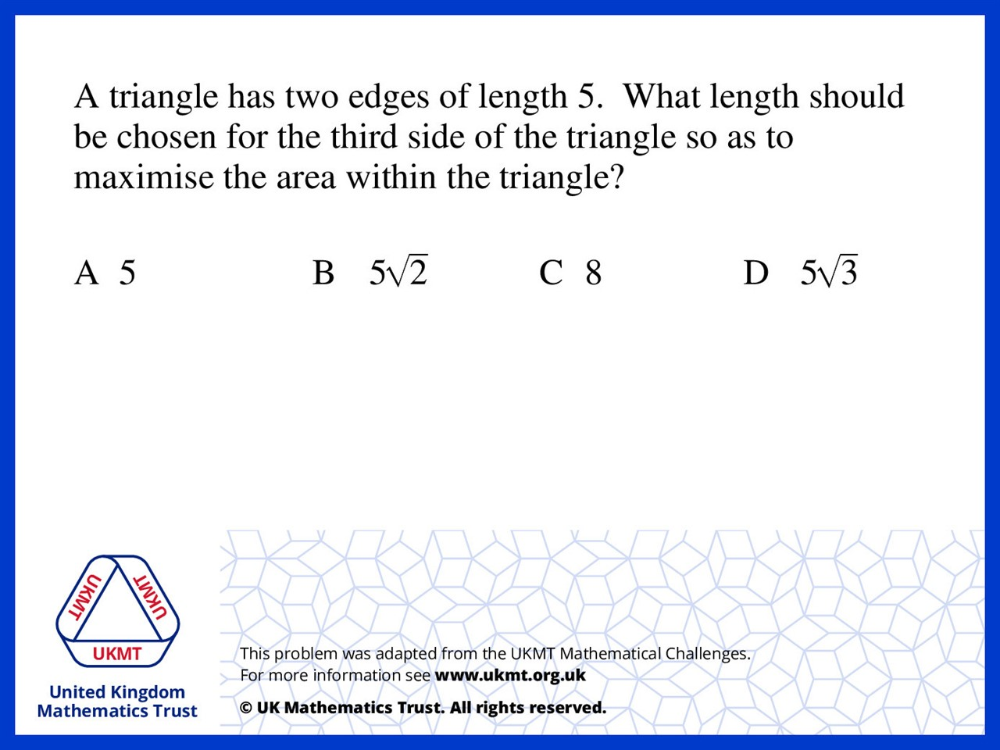 A triangle has two edges of length 5. What length should
be chosen for the third side of the triangle so as to
maximise the area within the triangle?
A 5 B 5√2 C 8 D 5√3
UKMT
UKMT
UKMT
United Kingdom
Mathematics Trust
This problem was adapted from the UKMT Mathematical Challenges.
For more information see www.ukmt.org.uk
© UK Mathematics Trust. All rights reserved.